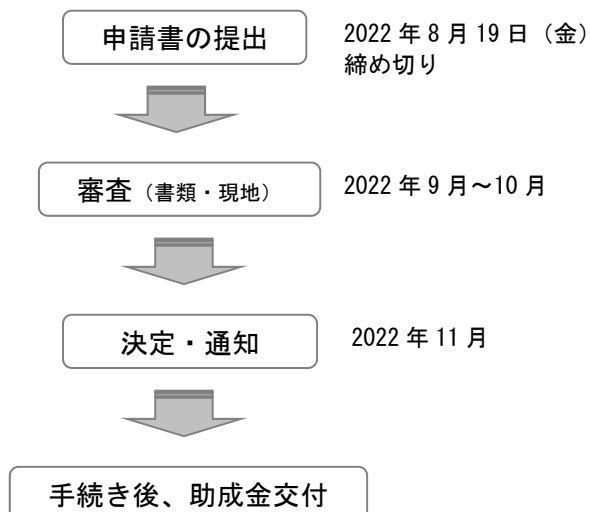 申請書の提出
2022 年 8 月 19 日（金）
締め切り
審査（書類・現地）
2022 年 9 月～10 月
決定・通知
2022 年 11 月
手続き後、助成金交付